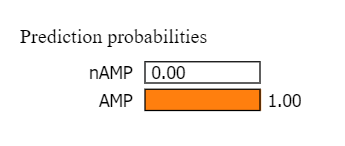 Prediction probabilities
nAMP 0.00
AMP 1.00